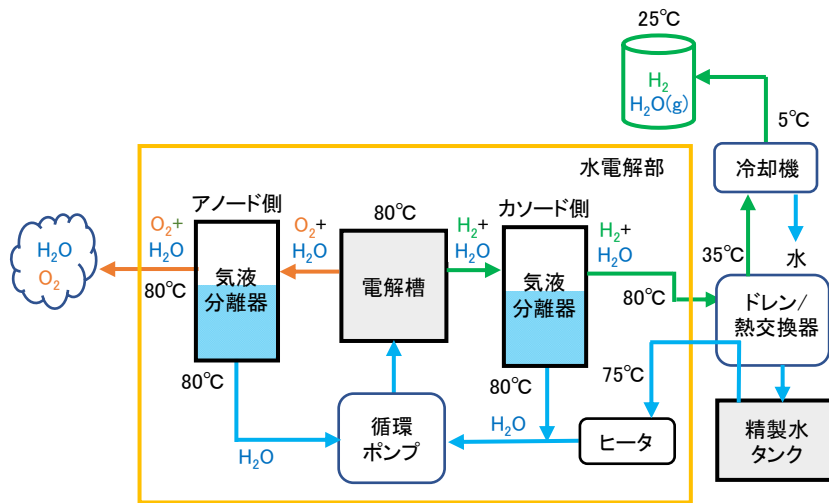 25℃
H₂
H₂O(g)
5℃
冷却機
水電解部
アノード側
カソード側
80℃
O₂+
H₂O
O₂+
H₂O
H₂+
H₂O
H₂+
H₂O
35℃
水
H₂O
O₂
80℃
気液
分離器
電解槽
気液
分離器
80℃
ドレン/
熱交換器
80℃
80℃
75℃
循環
ポンプ
H₂O
H₂O
ヒータ
精製水
タンク